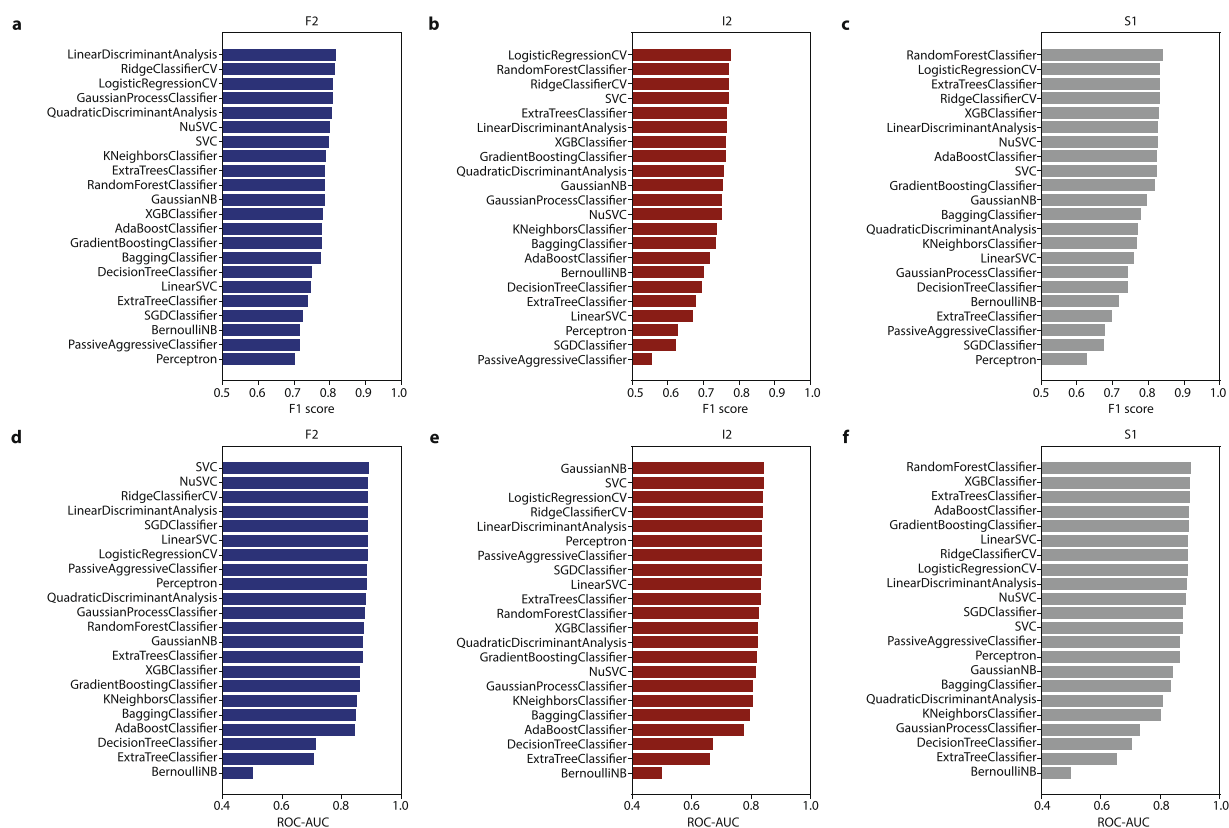 a
F2
LinearDiscriminantAnalysis
RidgeClassifierCV
LogisticRegressionCV
GaussianProcessClassifier
QuadraticDiscriminantAnalysis
NuSVC
SVC
KNeighborsClassifier
ExtraTreesClassifier
RandomForestClassifier
GaussianNB
XGBClassifier
AdaBoostClassifier
GradientBoostingClassifier
BaggingClassifier
DecisionTreeClassifier
LinearSVC
ExtraTreeClassifier
SGDClassifier
BernoulliNB
PassiveAggressiveClassifier
Perceptron
0.5 0.6 0.7 0.8 0.9 1.0
F1 score
b
I2
LogisticRegressionCV
RandomForestClassifier
RidgeClassifierCV
SVC
ExtraTreesClassifier
LinearDiscriminantAnalysis
XGBClassifier
GradientBoostingClassifier
QuadraticDiscriminantAnalysis
GaussianNB
GaussianProcessClassifier
NuSVC
KNeighborsClassifier
BaggingClassifier
AdaBoostClassifier
BernoulliNB
DecisionTreeClassifier
ExtraTreeClassifier
LinearSVC
Perceptron
SGDClassifier
PassiveAggressiveClassifier
0.5 0.6 0.7 0.8 0.9 1.0
F1 score
c
S1
RandomForestClassifier
LogisticRegressionCV
ExtraTreesClassifier
RidgeClassifierCV
XGBClassifier
LinearDiscriminantAnalysis
NuSVC
AdaBoostClassifier
SVC
GradientBoostingClassifier
GaussianNB
BaggingClassifier
QuadraticDiscriminantAnalysis
KNeighborsClassifier
LinearSVC
GaussianProcessClassifier
DecisionTreeClassifier
BernoulliNB
ExtraTreeClassifier
PassiveAggressiveClassifier
SGDClassifier
Perceptron
0.5 0.6 0.7 0.8 0.9 1.0
F1 score
d
F2
SVC
NuSVC
RidgeClassifierCV
LinearDiscriminantAnalysis
SGDClassifier
LinearSVC
LogisticRegressionCV
PassiveAggressiveClassifier
Perceptron
QuadraticDiscriminantAnalysis
GaussianProcessClassifier
RandomForestClassifier
GaussianNB
ExtraTreesClassifier
XGBClassifier
GradientBoostingClassifier
KNeighborsClassifier
BaggingClassifier
AdaBoostClassifier
DecisionTreeClassifier
ExtraTreeClassifier
BernoulliNB
0.4 0.6 0.8 1.0
ROC-AUC
e
I2
GaussianNB
SVC
LogisticRegressionCV
RidgeClassifierCV
LinearDiscriminantAnalysis
Perceptron
PassiveAggressiveClassifier
SGDClassifier
LinearSVC
ExtraTreesClassifier
RandomForestClassifier
XGBClassifier
QuadraticDiscriminantAnalysis
GradientBoostingClassifier
NuSVC
GaussianProcessClassifier
KNeighborsClassifier
BaggingClassifier
AdaBoostClassifier
DecisionTreeClassifier
ExtraTreeClassifier
BernoulliNB
0.4 0.6 0.8 1.0
ROC-AUC
f
S1
RandomForestClassifier
XGBClassifier
ExtraTreesClassifier
AdaBoostClassifier
GradientBoostingClassifier
LinearSVC
RidgeClassifierCV
LogisticRegressionCV
LinearDiscriminantAnalysis
NuSVC
SGDClassifier
SVC
PassiveAggressiveClassifier
Perceptron
GaussianNB
BaggingClassifier
QuadraticDiscriminantAnalysis
KNeighborsClassifier
GaussianProcessClassifier
DecisionTreeClassifier
ExtraTreeClassifier
BernoulliNB
0.4 0.6 0.8 1.0
ROC-AUC